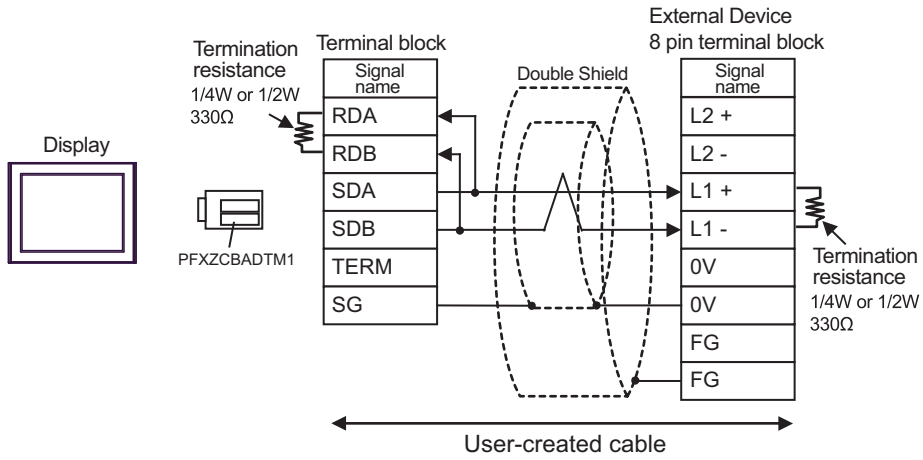 Display
PFXZCBADTM1
Termination
resistance
1/4W or 1/2W
330Ω
Terminal block
Signal
name
RDA
RDB
SDA
SDB
TERM
SG
Double Shield
External Device
8 pin terminal block
Signal
name
L2 +
L2 -
L1 +
L1 -
0V
0V
FG
FG
Termination
resistance
1/4W or 1/2W
330Ω
User-created cable